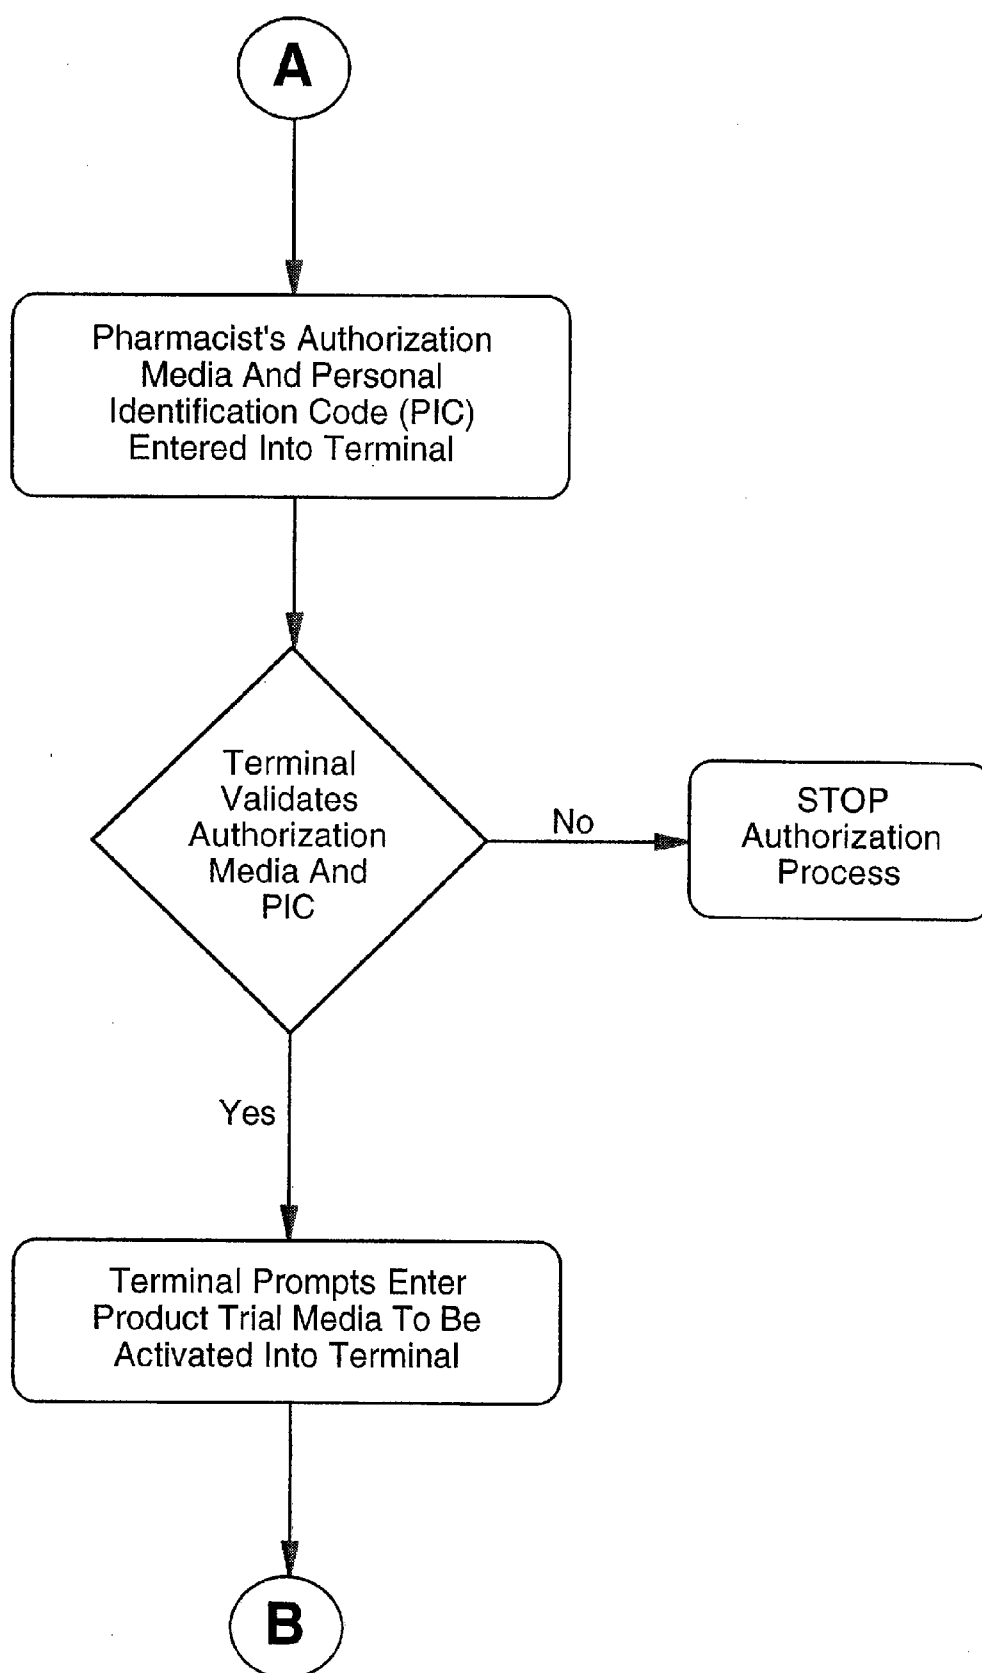 A
Pharmacist's Authorization
Media And Personal
Identification Code (PIC)
Entered Into Terminal
Terminal
Validates
Authorization
Media And
PIC
No
STOP
Authorization
Process
Yes
Terminal Prompts Enter
Product Trial Media To Be
Activated Into Terminal
B